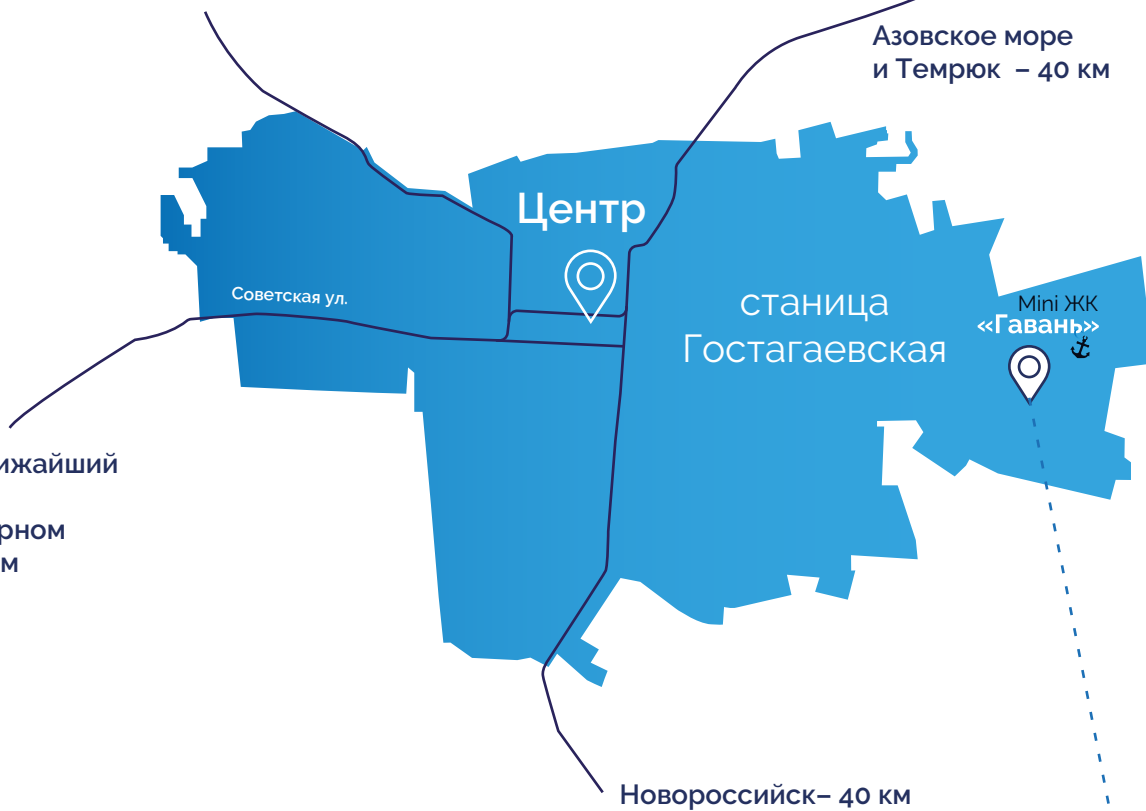 Азовское море
и Темрюк – 40 км
Центр
Советская ул.
станица
Гостагаевская
Mini ЖК
«Гавань»
Новороссийск– 40 км